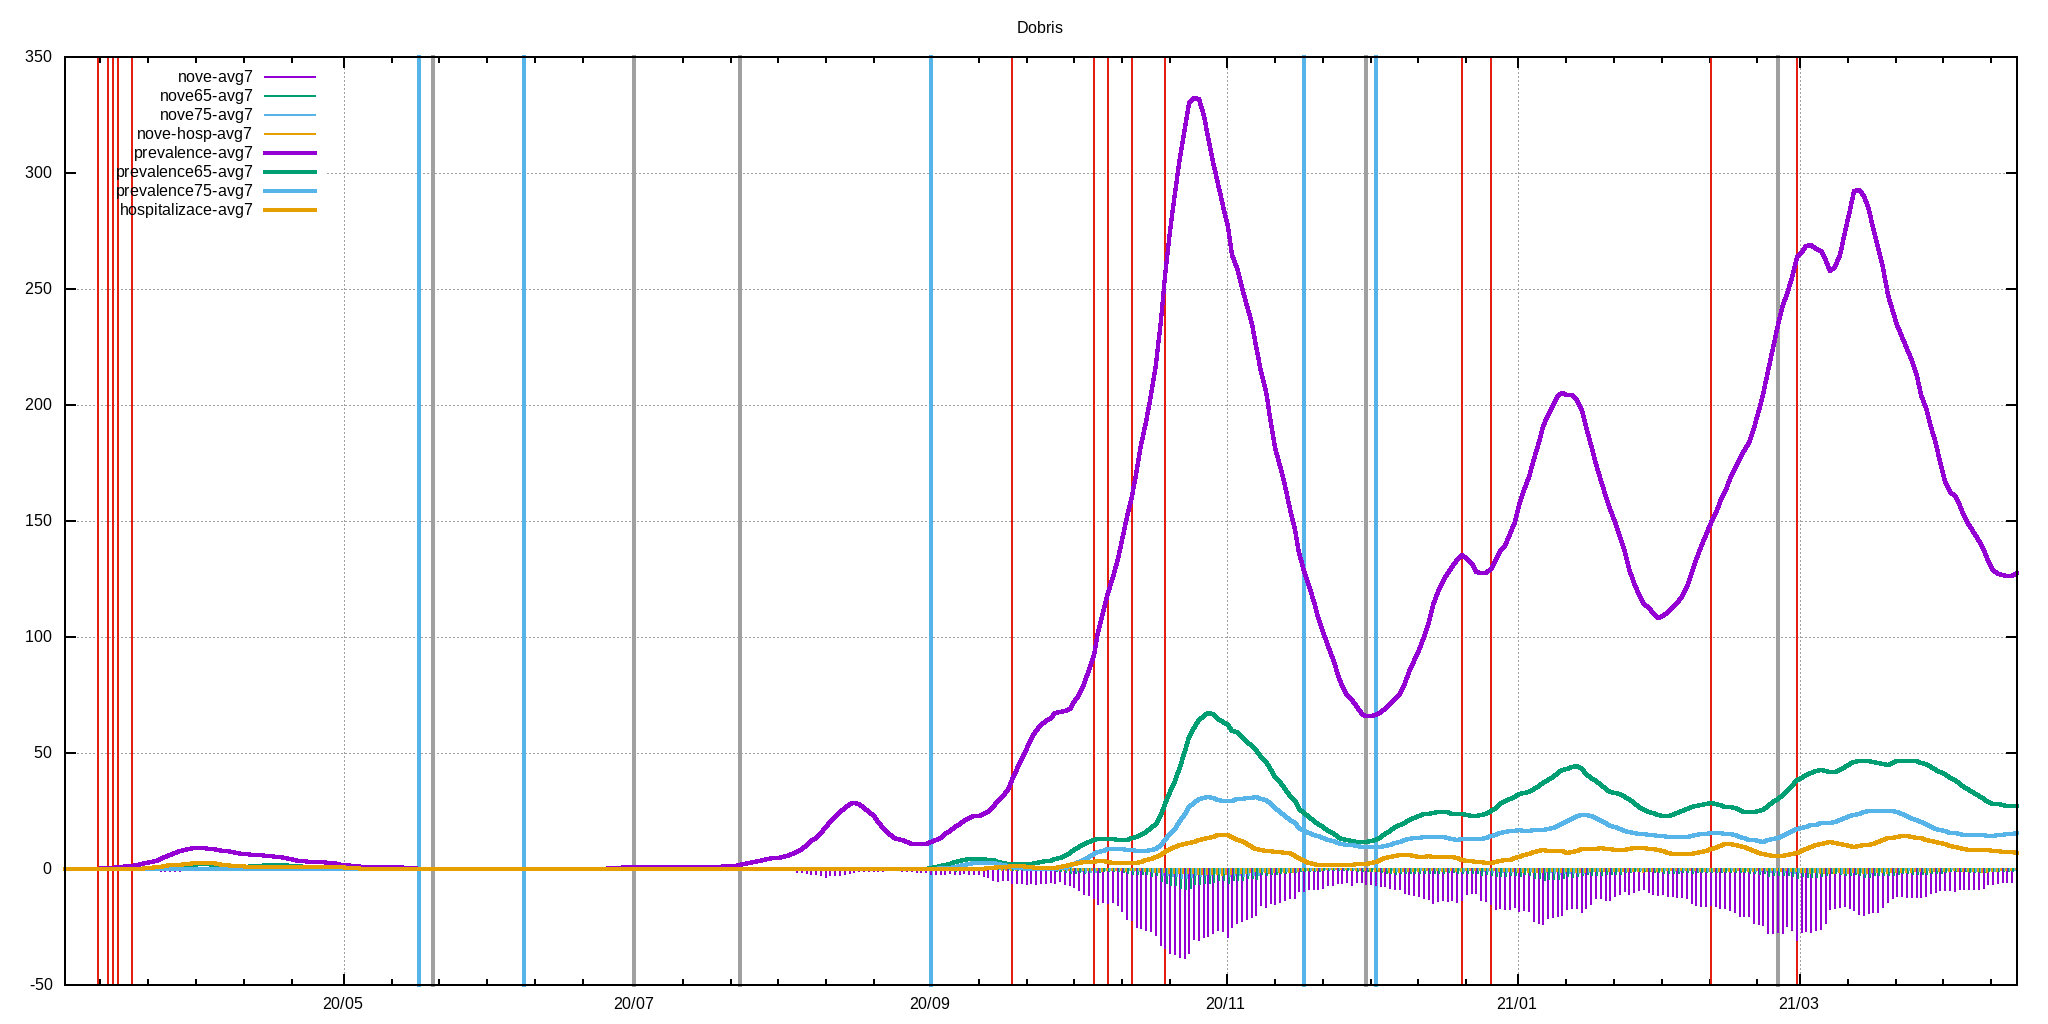 Dobris
350
300
250
200
150
100
50
0
-50
nove-avg7
nove65-avg7
nove75-avg7
nove-hosp-avg7
prevalence-avg7
prevalence65-avg7
prevalence75-avg7
hospitalizace-avg7
20/05 20/07 20/09 20/11 21/01 21/03